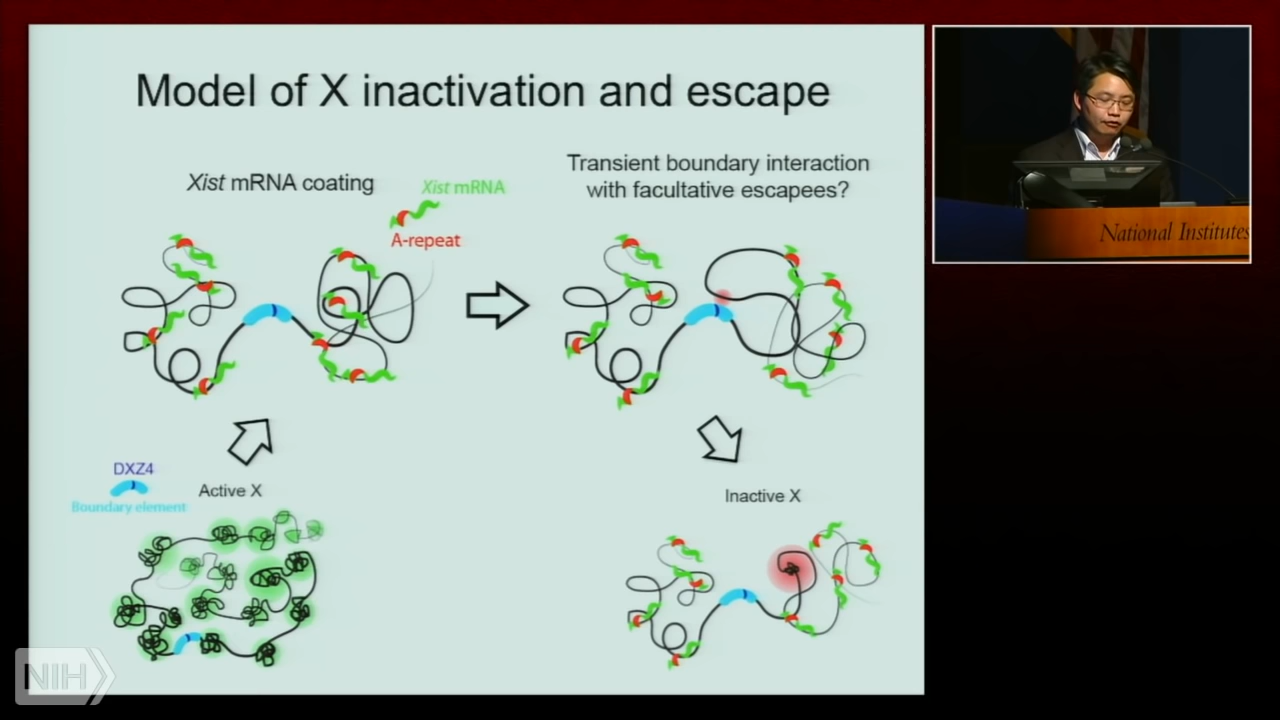 Model of X inactivation and escape
Xist mRNA coating
Xist mRNA
A-repeat
Transient boundary interaction
with facultative escapees?
DXZ4
Boundary element
Active X
Inactive X
National Institutes
NIH